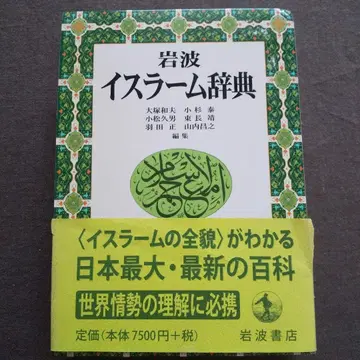 岩波
イスラーム辞典
大塚和夫 小杉 泰
小松久男 東長 靖
羽田 正 山内昌之
編集
〈イスラームの全貌〉がわかる
日本最大・最新の百科
世界情勢の理解に必携
定価(本体7500円+税) 岩波書店